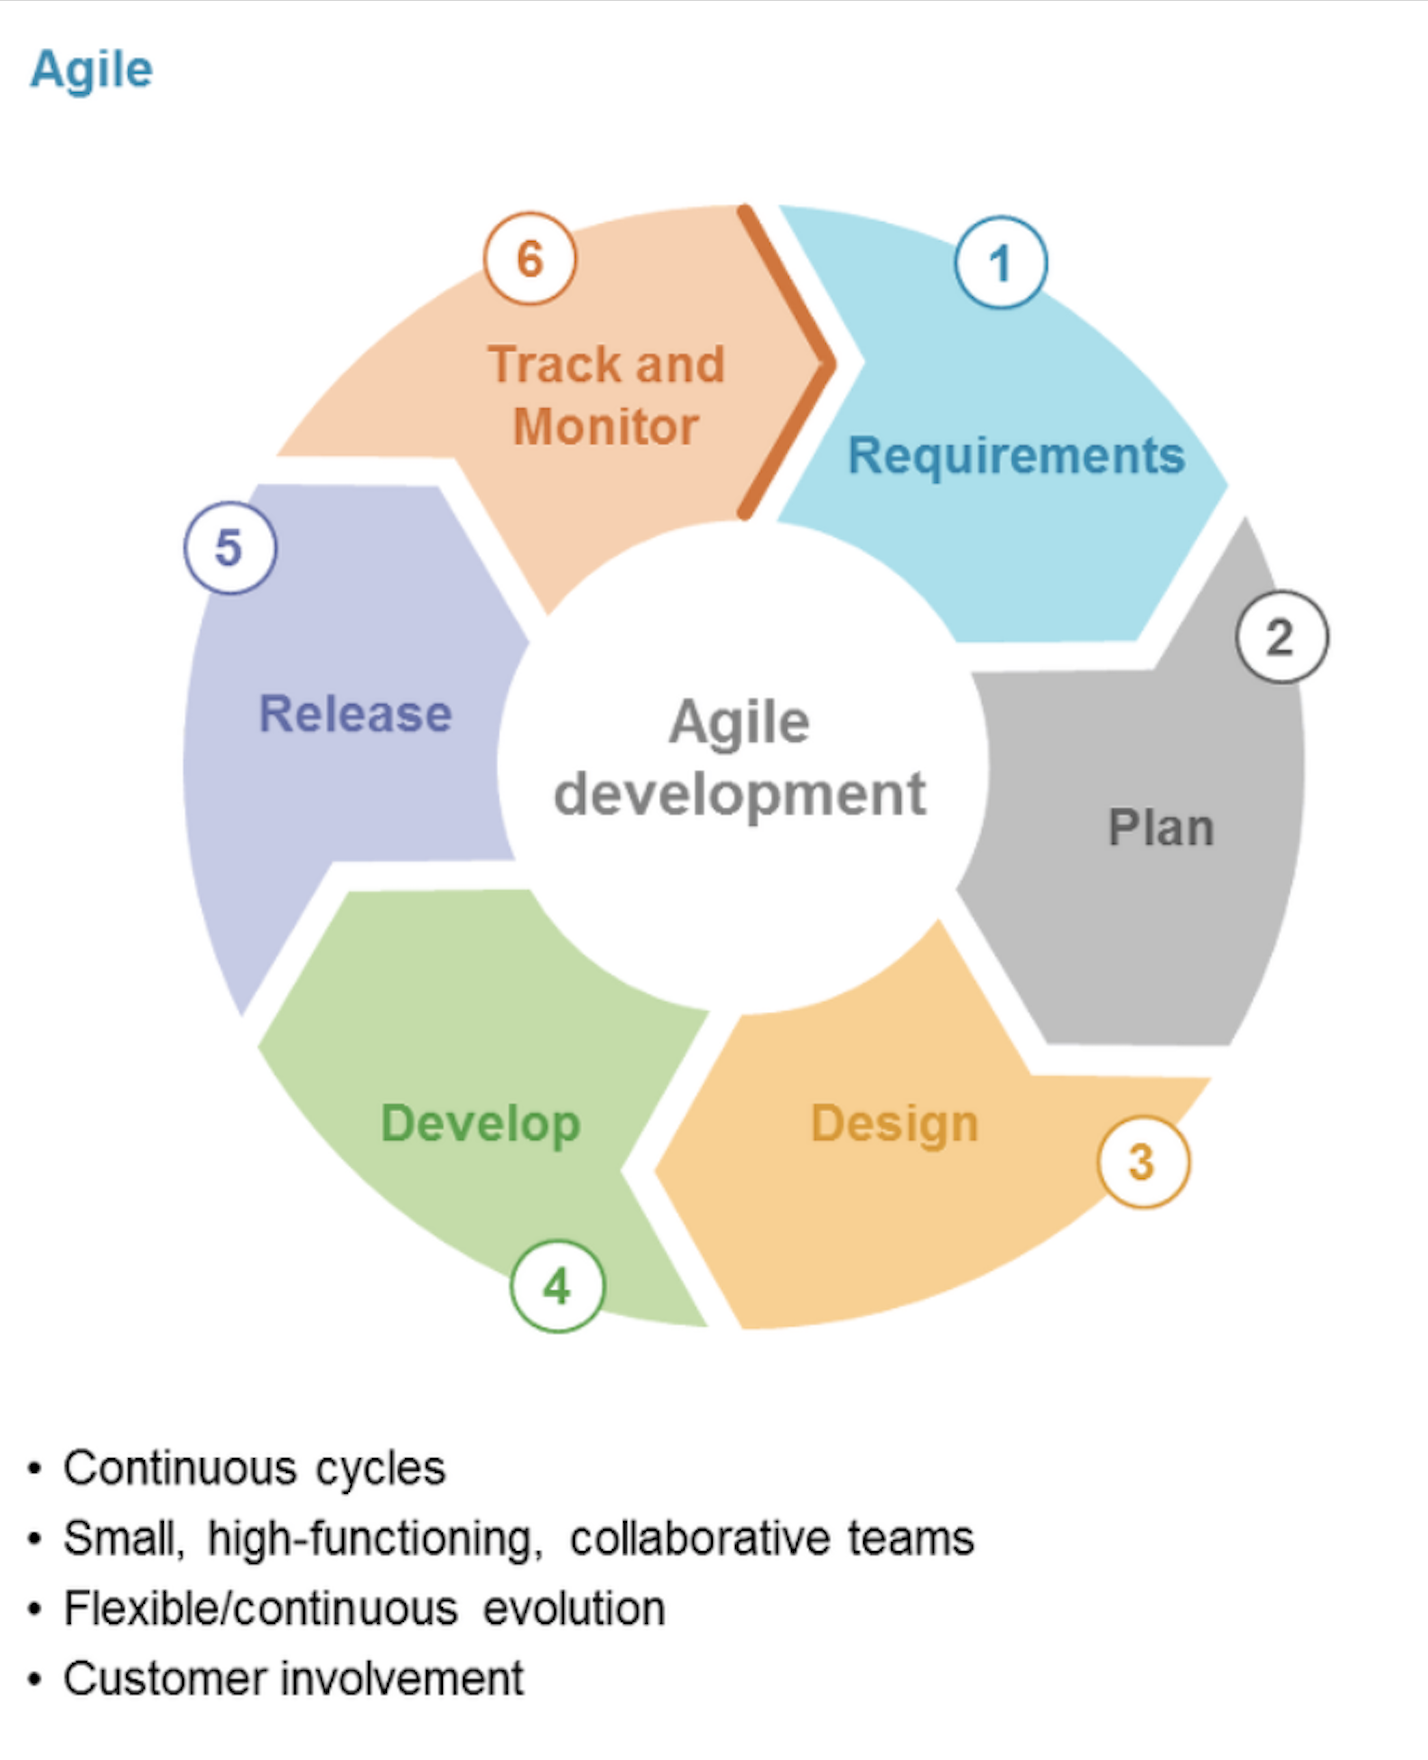 Agile
6
1
Track and
Monitor
Requirements
5
2
Release
Agile
development
Plan
Develop
Design
3
4
• Continuous cycles
• Small, high-functioning, collaborative teams
• Flexible/continuous evolution
• Customer involvement